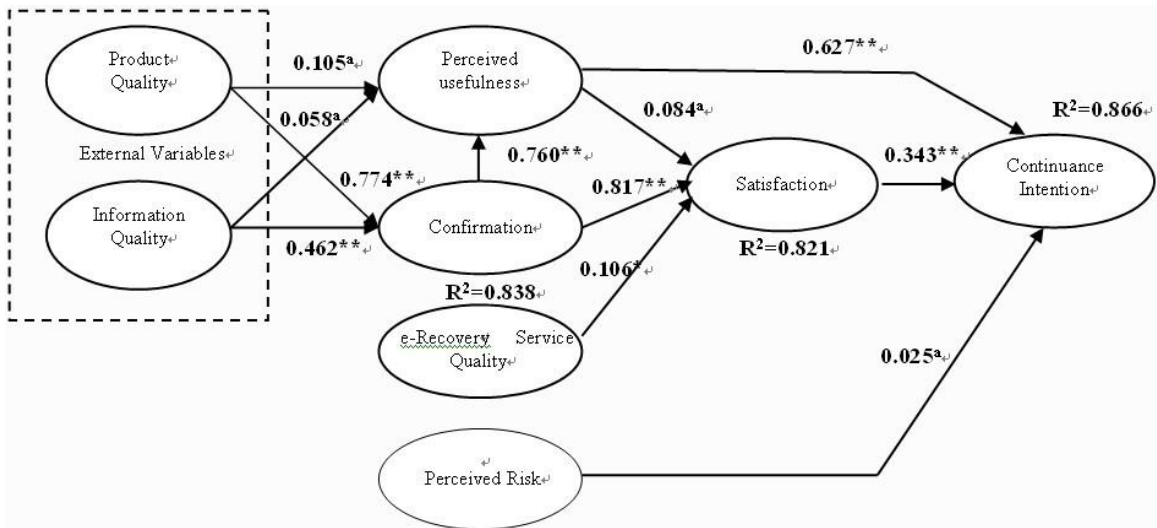 Product
Quality
0.105ᵃ
Perceived
usefulness
0.627**
R²=0.866
0.058ᵃ
0.084ᵃ
External Variables
0.760**
0.343**
Continuance
Intention
0.774**
0.817**
Satisfaction
Information
Quality
Confirmation
0.462**
R²=0.821
0.106*
R²=0.838
e-Recovery Service
Quality
0.025ᵃ
Perceived Risk